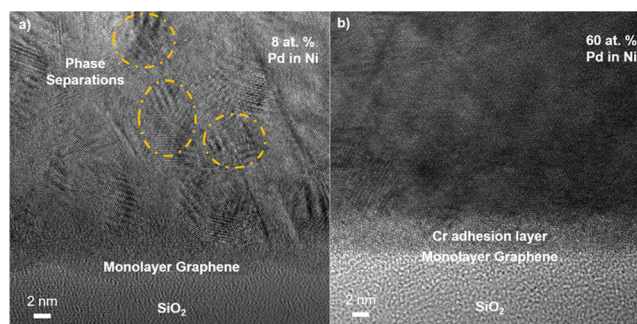 a)
8 at. %
Pd in Ni
Phase
Separations
Monolayer Graphene
2 nm
SiO₂
b)
60 at. %
Pd in Ni
Cr adhesion layer
Monolayer Graphene
2 nm
SiO₂